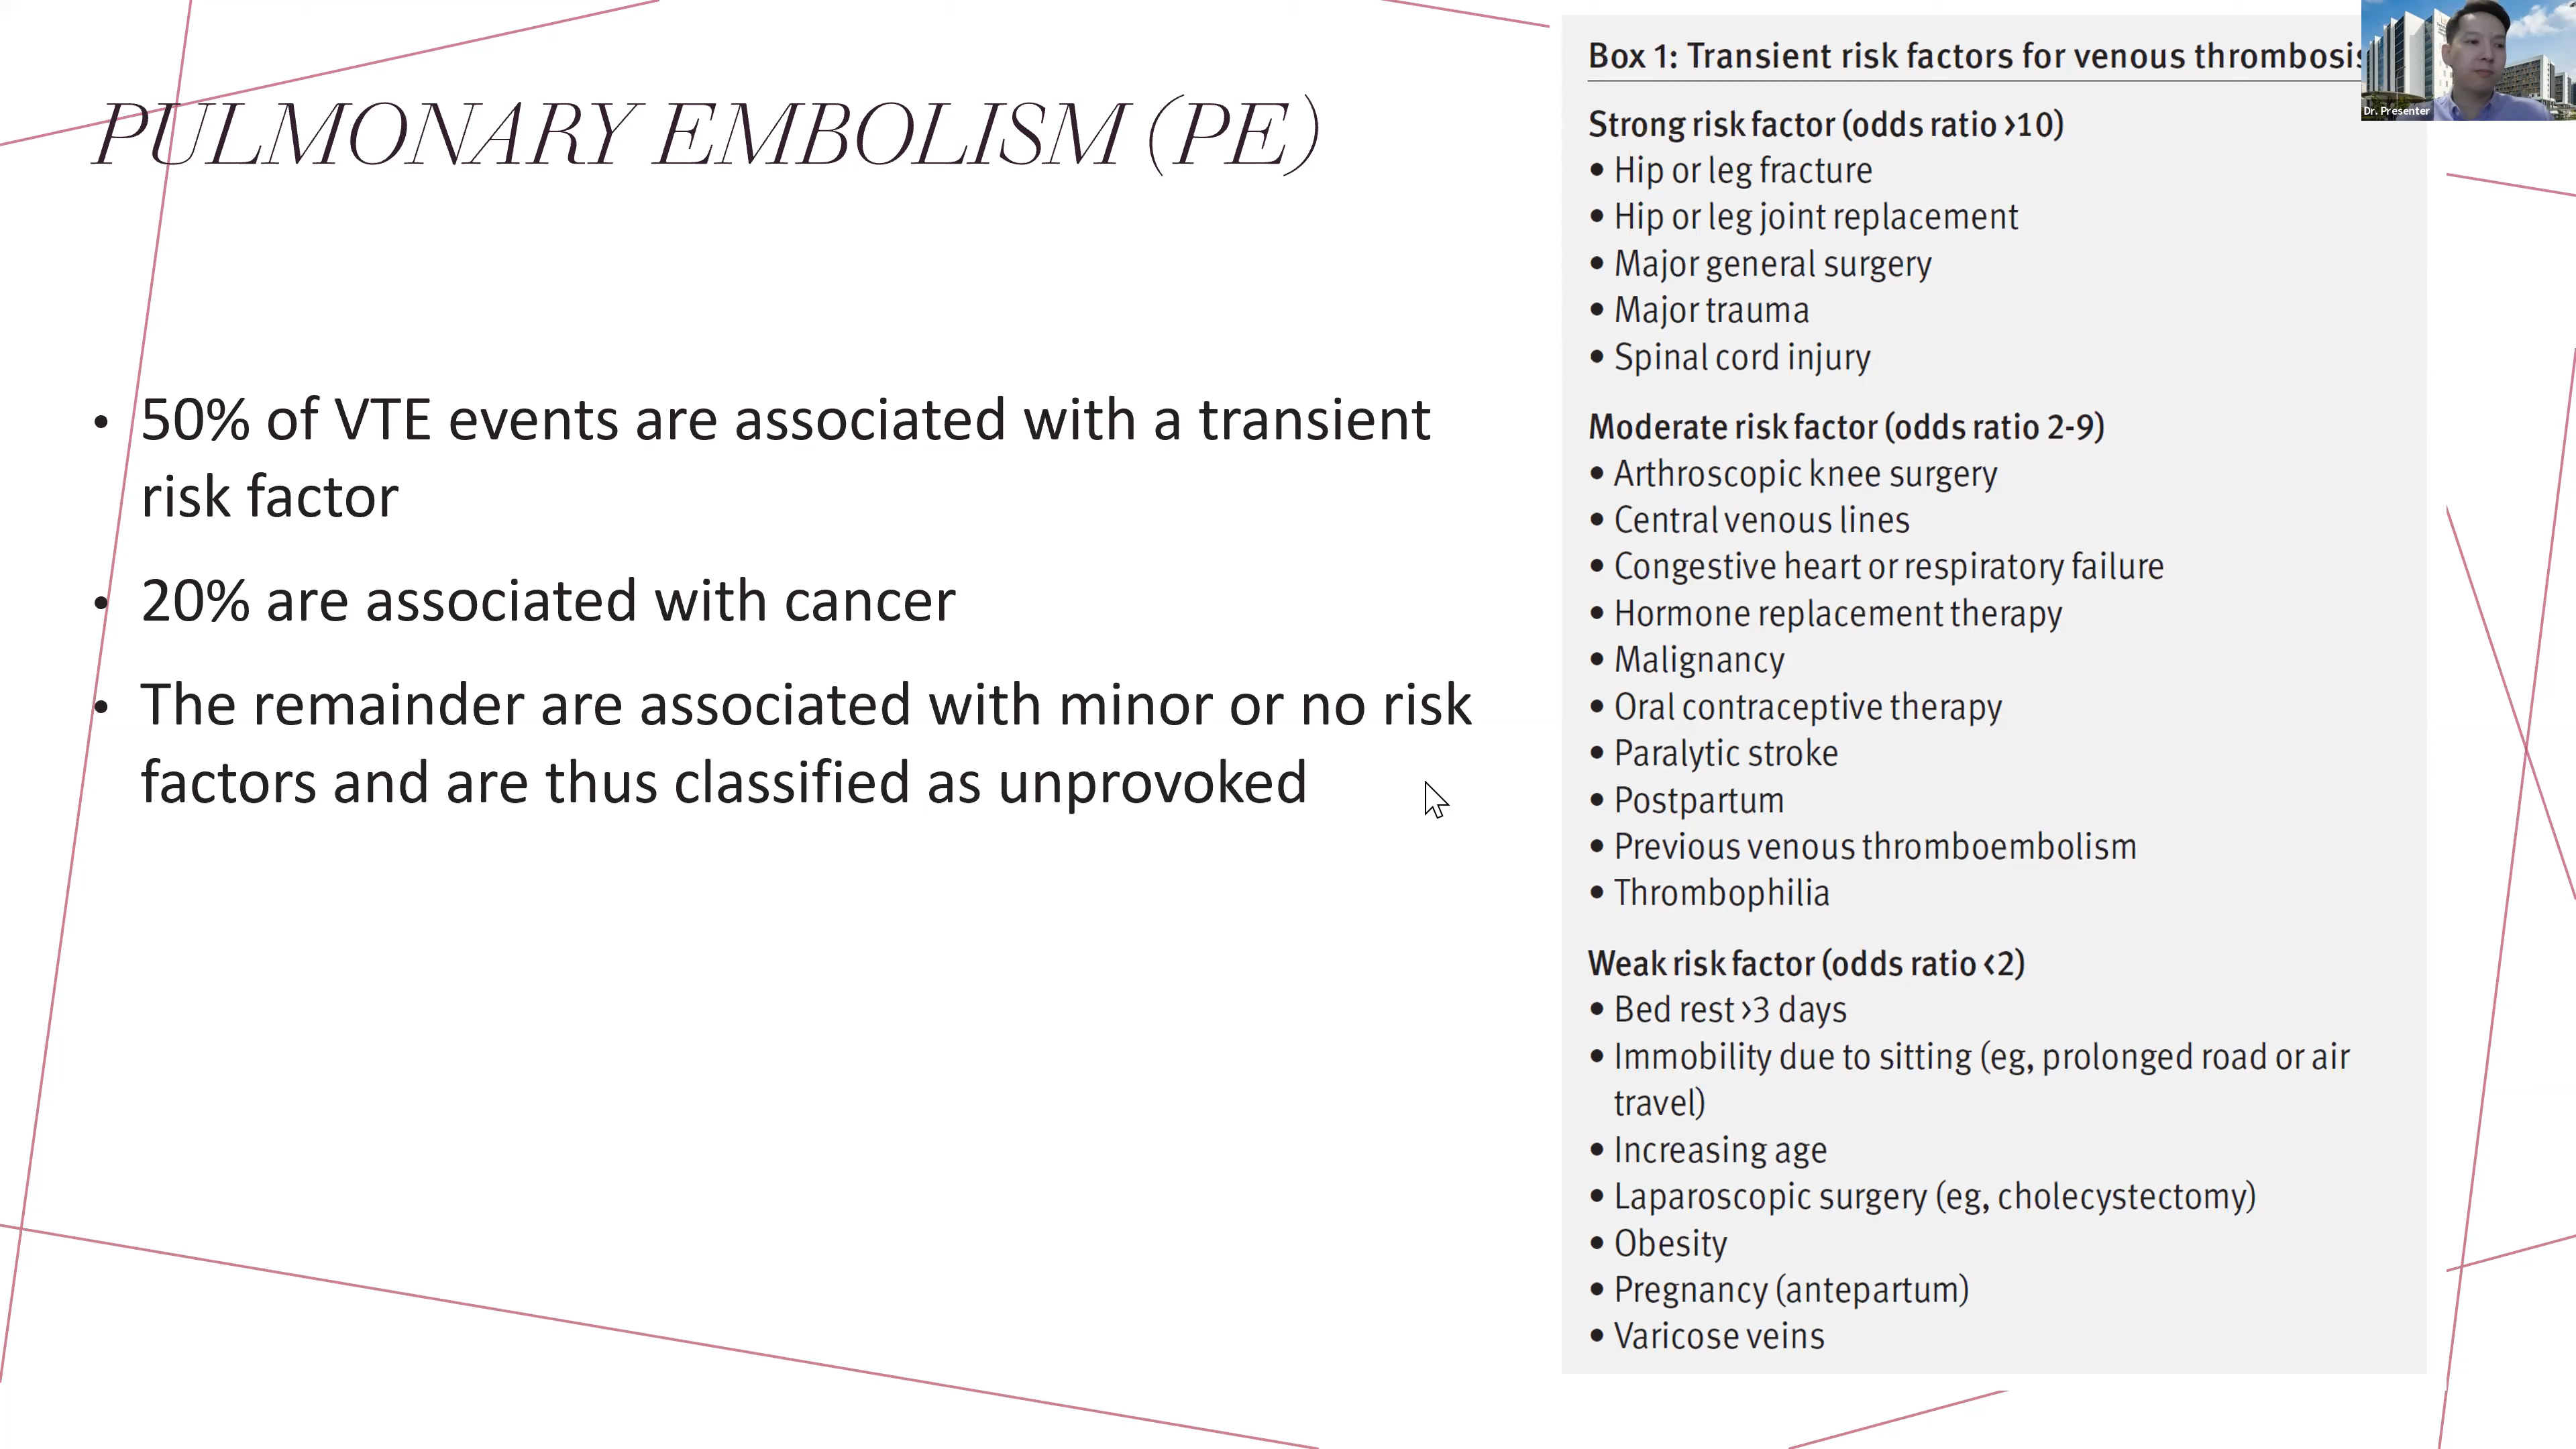 PULMONARY EMBOLISM (PE)
• 50% of VTE events are associated with a transient
risk factor
• 20% are associated with cancer
• The remainder are associated with minor or no risk
factors and are thus classified as unprovoked
Box 1: Transient risk factors for venous thrombosis
Strong risk factor (odds ratio >10)
• Hip or leg fracture
• Hip or leg joint replacement
• Major general surgery
• Major trauma
• Spinal cord injury
Moderate risk factor (odds ratio 2-9)
• Arthroscopic knee surgery
• Central venous lines
• Congestive heart or respiratory failure
• Hormone replacement therapy
• Malignancy
• Oral contraceptive therapy
• Paralytic stroke
• Postpartum
• Previous venous thromboembolism
• Thrombophilia
Weak risk factor (odds ratio <2)
• Bed rest >3 days
• Immobility due to sitting (eg, prolonged road or air
travel)
• Increasing age
• Laparoscopic surgery (eg, cholecystectomy)
• Obesity
• Pregnancy (antepartum)
• Varicose veins
Dr. Presenter